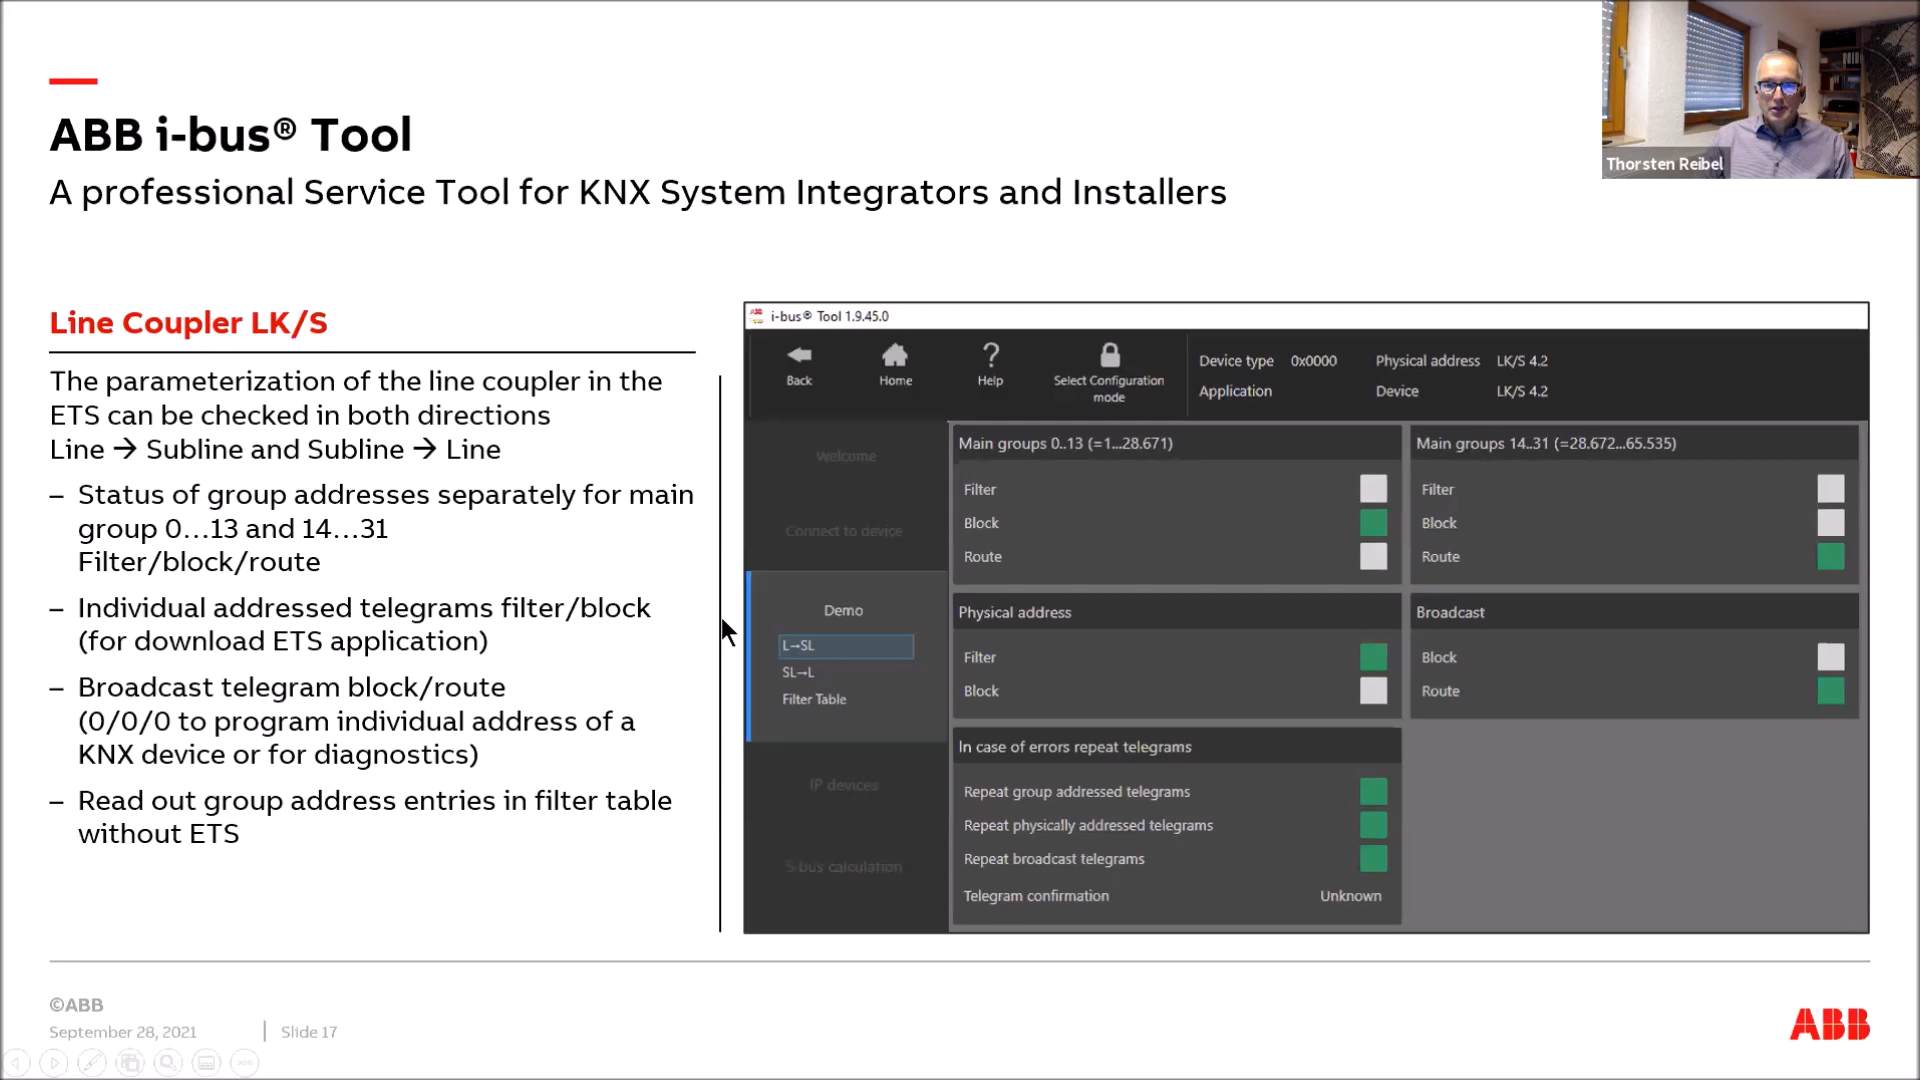 ABB i-bus® Tool
A professional Service Tool for KNX System Integrators and Installers
Thorsten Reibel
Line Coupler LK/S
The parameterization of the line coupler in the
ETS can be checked in both directions
Line → Subline and Subline → Line
– Status of group addresses separately for main
group 0…13 and 14…31
Filter/block/route
– Individual addressed telegrams filter/block
(for download ETS application)
– Broadcast telegram block/route
(0/0/0 to program individual address of a
KNX device or for diagnostics)
– Read out group address entries in filter table
without ETS
i-bus® Tool 1.9.45.0
Back
Home
Help
Select Configuration
mode
Device type 0x0000 Physical address LK/S 4.2
Application Device LK/S 4.2
Welcome
Connect to device
Demo
L→SL
SL→L
Filter Table
IP devices
S bus calculation
Main groups 0..13 (=1...28.671)
Filter
Block
Route
Main groups 14..31 (=28.672...65.535)
Filter
Block
Route
Physical address
Filter
Block
Broadcast
Block
Route
In case of errors repeat telegrams
Repeat group addressed telegrams
Repeat physically addressed telegrams
Repeat broadcast telegrams
Telegram confirmation Unknown
©ABB
September 28, 2021 | Slide 17
ABB